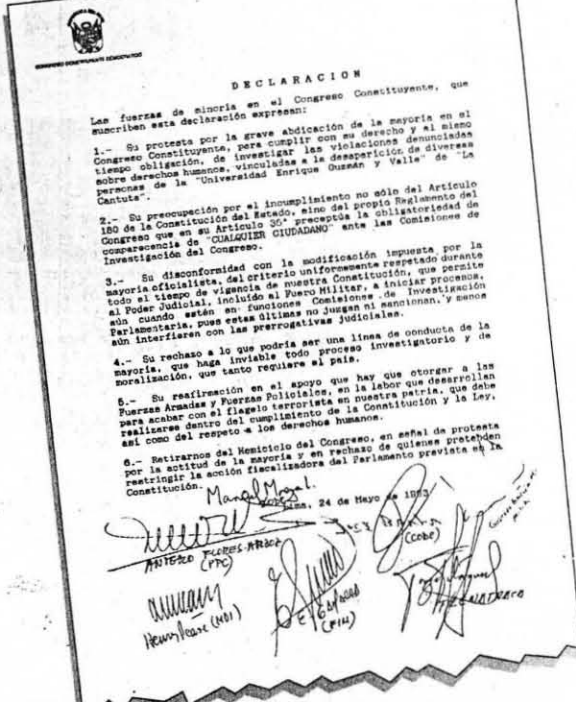 CONGRESO CONSTITUYENTE DEMOCRATICO
DECLARACION
Las fuerzas de minoría en el Congreso Constituyente, que
suscriben esta declaración expresan:
1.- Su protesta por la grave abdicación de la mayoría en el
Congreso Constituyente, para cumplir con su derecho y al mismo
tiempo obligación, de investigar las violaciones denunciadas
sobre derechos humanos, vinculadas a la desaparición de diversas
personas de la "Universidad Enrique Guzmán y Valle" de "La
Cantuta".
2.- Su preocupación por el incumplimiento no sólo del Artículo
180 de la Constitución del Estado, sino del propio Reglamento del
Congreso que en su Artículo 36° preceptúa la obligatoriedad de
comparecencia de "CUALQUIER CIUDADANO" ante las Comisiones de
Investigación del Congreso.
3.- Su disconformidad con la modificación impuesta por la
mayoría oficialista, del criterio uniformemente respetado durante
todo el tiempo de vigencia de nuestra Constitución, que permite
al Poder Judicial, incluído al Fuero Militar, a iniciar procesos,
aún cuando estén en funciones Comisiones de Investigación
Parlamentaria, pues estas últimas no juzgan ni sancionan, y menos
aún interfieren con las prerrogativas judiciales.
4.- Su rechazo a lo que podría ser una línea de conducta de la
mayoría, que haga inviable todo proceso investigatorio y de
moralización, que tanto requiere el país.
5.- Su reafirmación en el apoyo que hay que otorgar a las
Fuerzas Armadas y Fuerzas Policiales, en la labor que desarrollan
para acabar con el flagelo terrorista en nuestra patria, que debe
realizarse dentro del cumplimiento de la Constitución y la Ley,
así como del respeto a los derechos humanos.
6.- Retirarnos del Hemiciclo del Congreso, en señal de protesta
por la actitud de la mayoría y en rechazo de quienes pretenden
restringir la acción fiscalizadora del Parlamento prevista en la
Constitución.
Manuel Moreyra L.
Lima, 24 de Mayo de 1993
(CODE)
ANTERO FLORES-ARAOZ
(PPC)
Henry Pease (MDI)
(FIM)